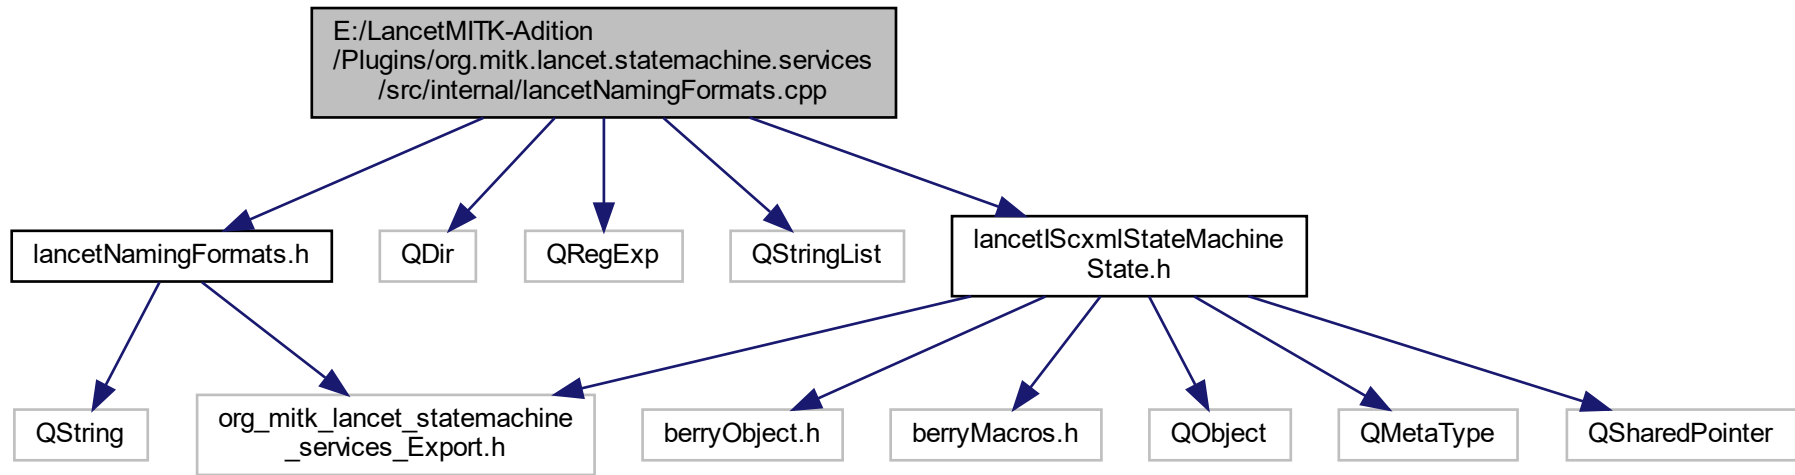 E:/LancetMITK-Adition
/Plugins/org.mitk.lancet.statemachine.services
/src/internal/lancetNamingFormats.cpp
lancetNamingFormats.h
QDir
QRegExp
QStringList
lancetIScxmlStateMachine
State.h
QString
org_mitk_lancet_statemachine
_services_Export.h
berryObject.h
berryMacros.h
QObject
QMetaType
QSharedPointer